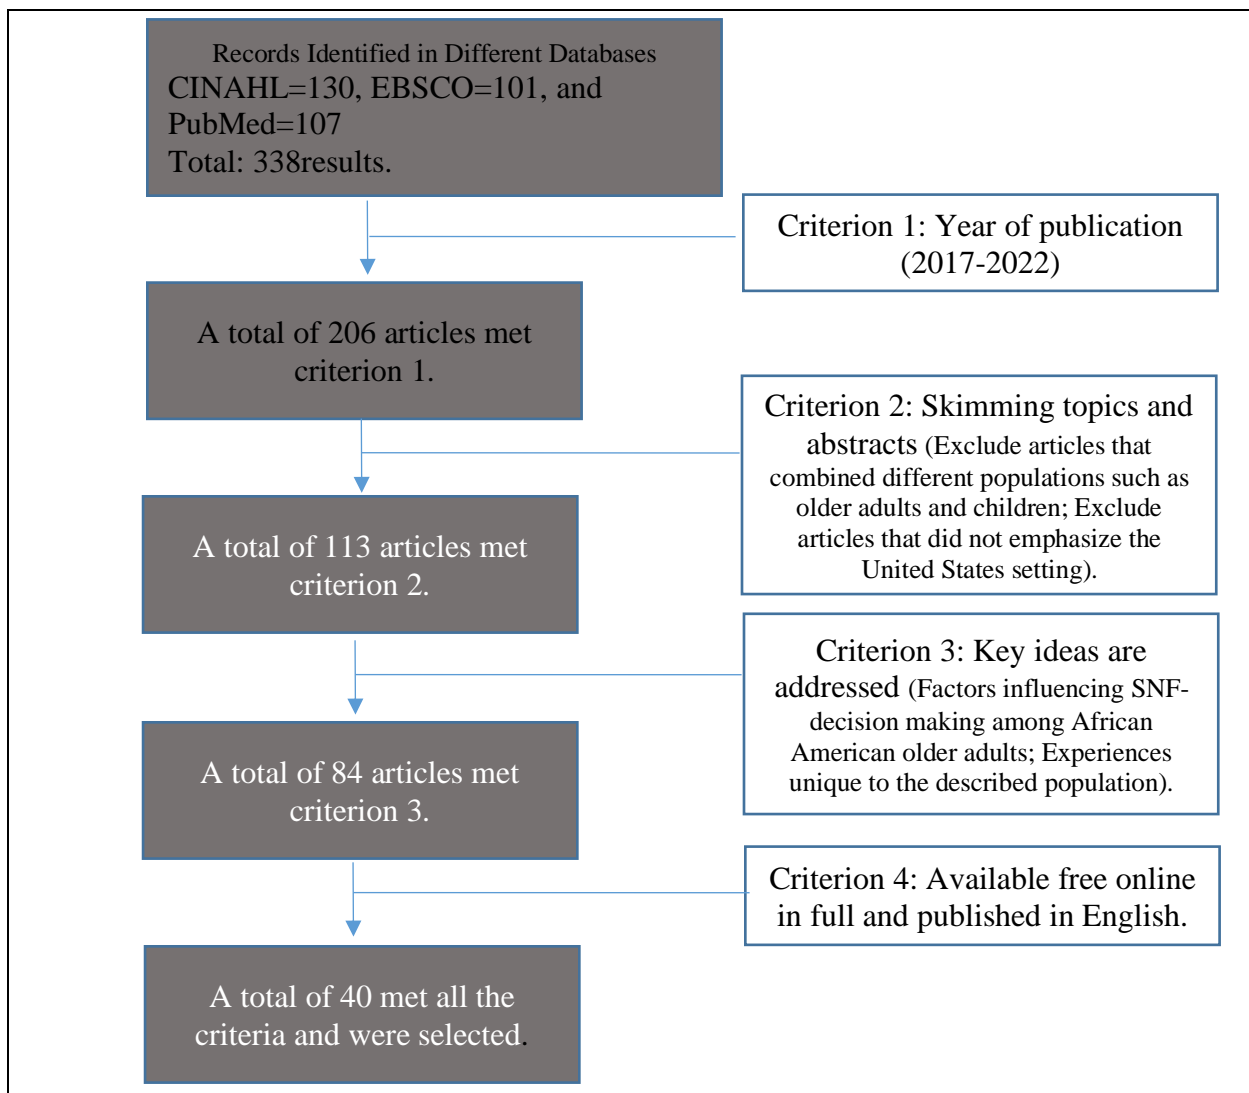 Records Identified in Different Databases
CINAHL=130, EBSCO=101, and
PubMed=107
Total: 338results.
Criterion 1: Year of publication
(2017-2022)
A total of 206 articles met
criterion 1.
Criterion 2: Skimming topics and
abstracts (Exclude articles that
combined different populations such as
older adults and children; Exclude
articles that did not emphasize the
United States setting).
A total of 113 articles met
criterion 2.
Criterion 3: Key ideas are
addressed (Factors influencing SNF-
decision making among African
American older adults; Experiences
unique to the described population).
A total of 84 articles met
criterion 3.
Criterion 4: Available free online
in full and published in English.
A total of 40 met all the
criteria and were selected.